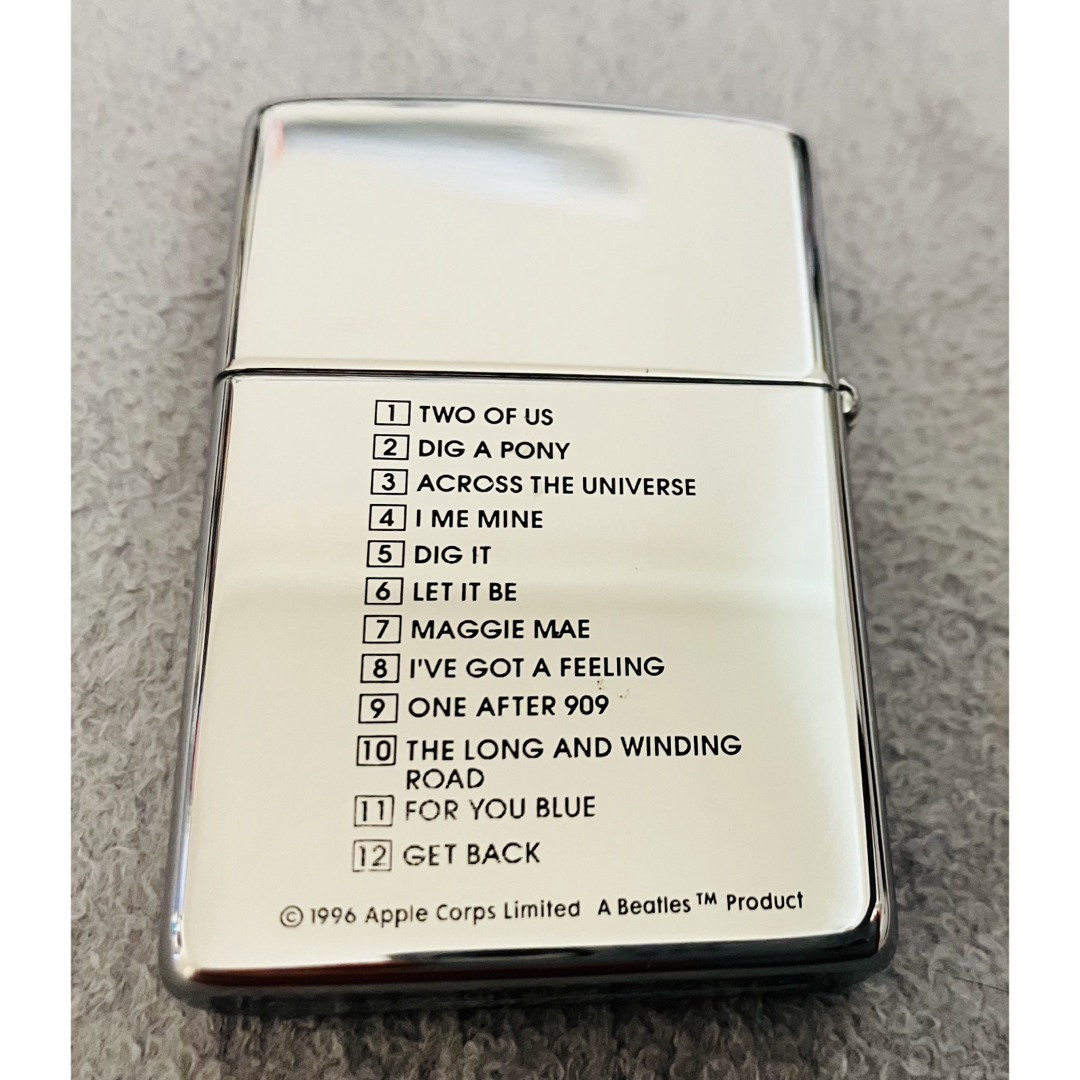 1 TWO OF US
2 DIG A PONY
3 ACROSS THE UNIVERSE
4 I ME MINE
5 DIG IT
6 LET IT BE
7 MAGGIE MAE
8 I'VE GOT A FEELING
9 ONE AFTER 909
10 THE LONG AND WINDING
ROAD
11 FOR YOU BLUE
12 GET BACK
© 1996 Apple Corps Limited A Beatles™ Product